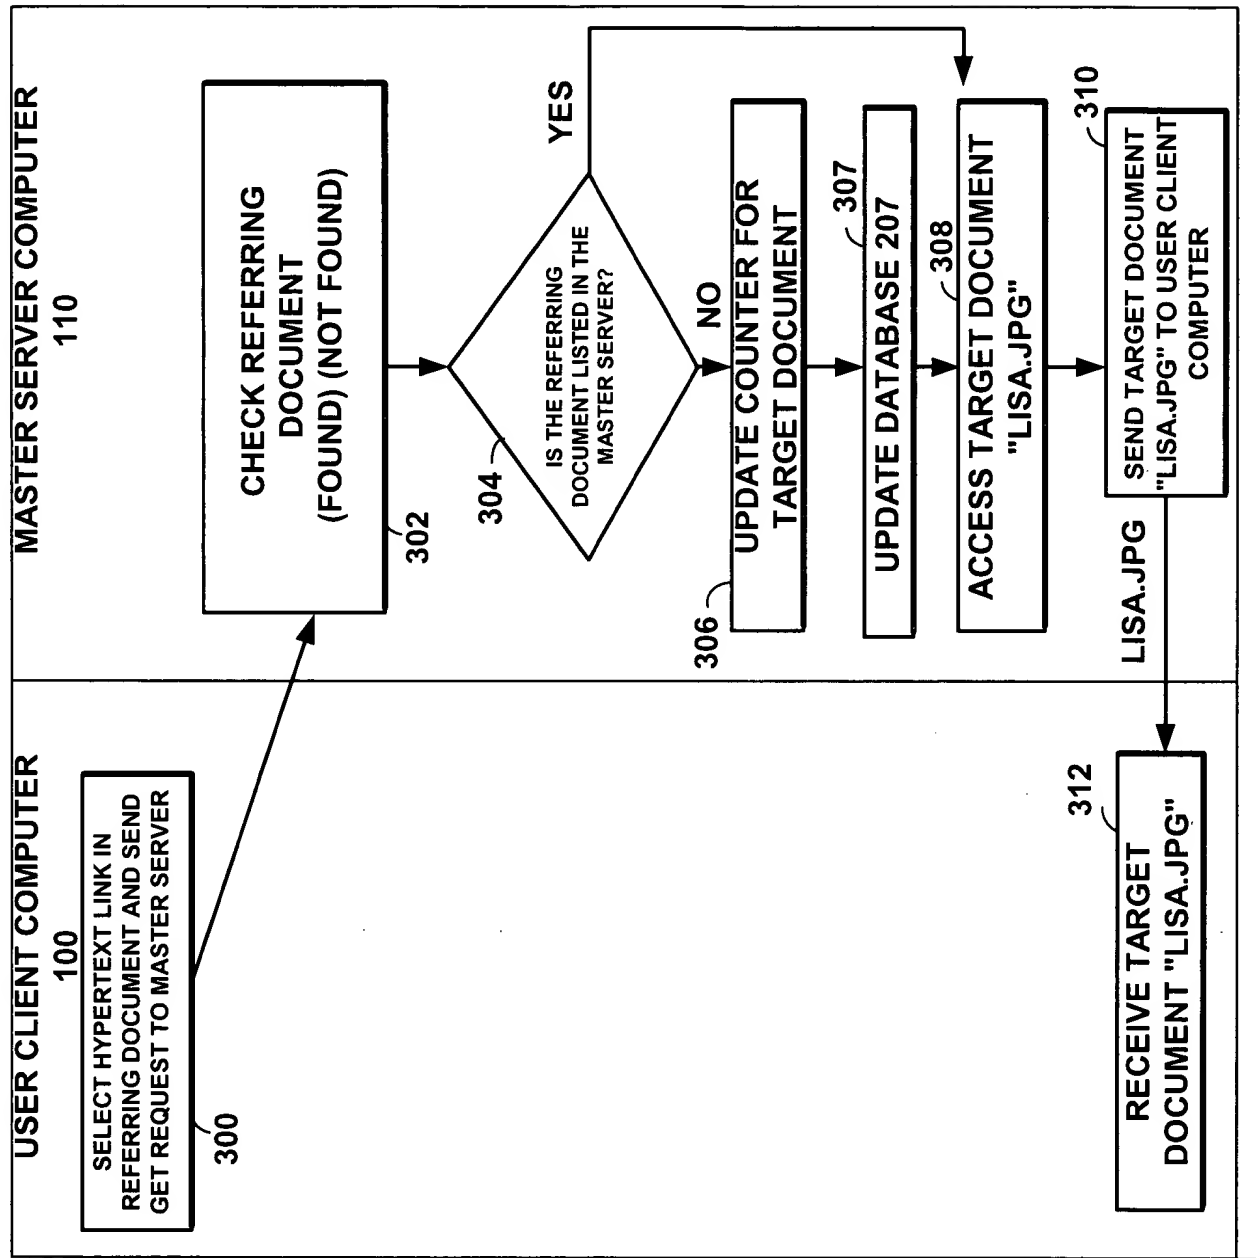 USER CLIENT COMPUTER
100
SELECT HYPERTEXT LINK IN
REFERRING DOCUMENT AND SEND
GET REQUEST TO MASTER SERVER
300
MASTER SERVER COMPUTER
110
CHECK REFERRING
DOCUMENT
(FOUND) (NOT FOUND)
302
IS THE REFERRING
DOCUMENT LISTED IN THE
MASTER SERVER?
304
YES
NO
UPDATE COUNTER FOR
TARGET DOCUMENT
306
UPDATE DATABASE 207
307
308
ACCESS TARGET DOCUMENT
"LISA.JPG"
310
SEND TARGET DOCUMENT
"LISA.JPG" TO USER CLIENT
COMPUTER
LISA.JPG
312
RECEIVE TARGET
DOCUMENT "LISA.JPG"